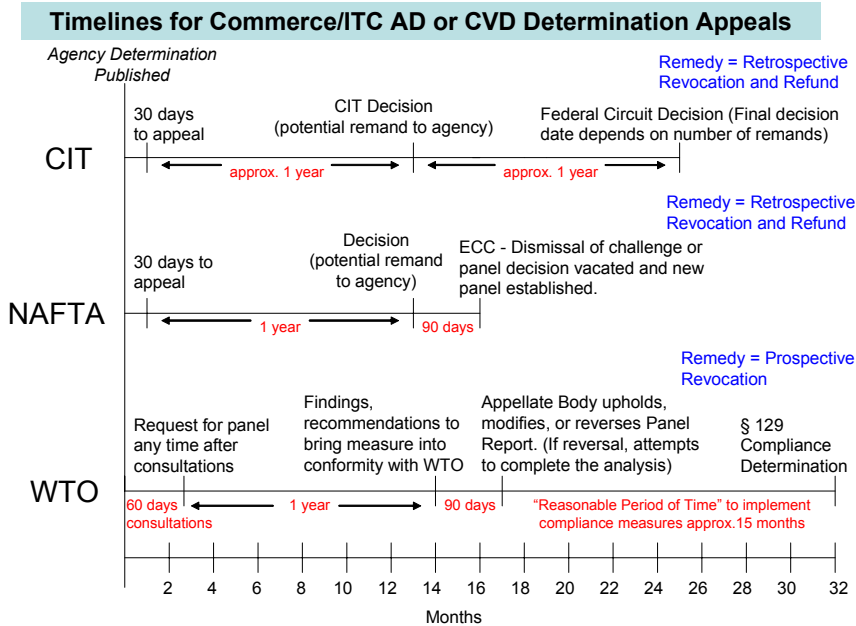 Timelines for Commerce/ITC AD or CVD Determination Appeals
Agency Determination
Published
Remedy = Retrospective
Revocation and Refund
30 days
to appeal
CIT Decision
(potential remand to agency)
Federal Circuit Decision (Final decision
date depends on number of remands)
CIT
approx. 1 year
approx. 1 year
Remedy = Retrospective
Revocation and Refund
30 days to
appeal
Decision
(potential remand
to agency)
ECC - Dismissal of challenge or
panel decision vacated and new
panel established.
NAFTA
1 year
90 days
Remedy = Prospective
Revocation
Request for panel
any time after
consultations
Findings,
recommendations to
bring measure into
conformity with WTO
Appellate Body upholds,
modifies, or reverses Panel
Report. (If reversal, attempts
to complete the analysis)
§ 129
Compliance
Determination
WTO
60 days
consultations
1 year
90 days
“Reasonable Period of Time” to implement
compliance measures approx.15 months
2 4 6 8 10 12 14 16 18 20 22 24 26 28 30 32
Months